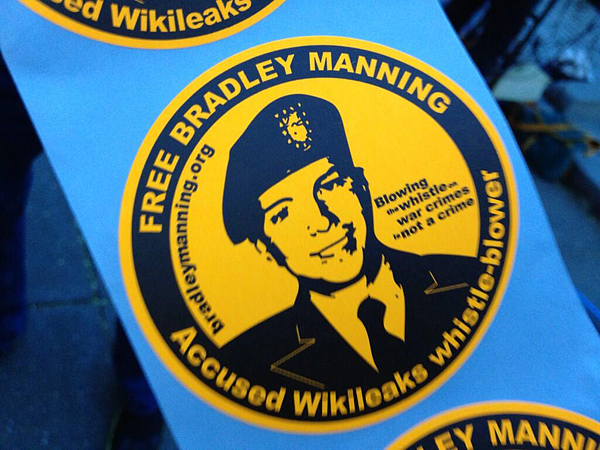 ed Wikileaks
FREE BRADLEY MANNING
bradleymanning.org
Blowing
the whistle on
war crimes
is not a crime
Accused Wikileaks whistle-blower
EY MANNING